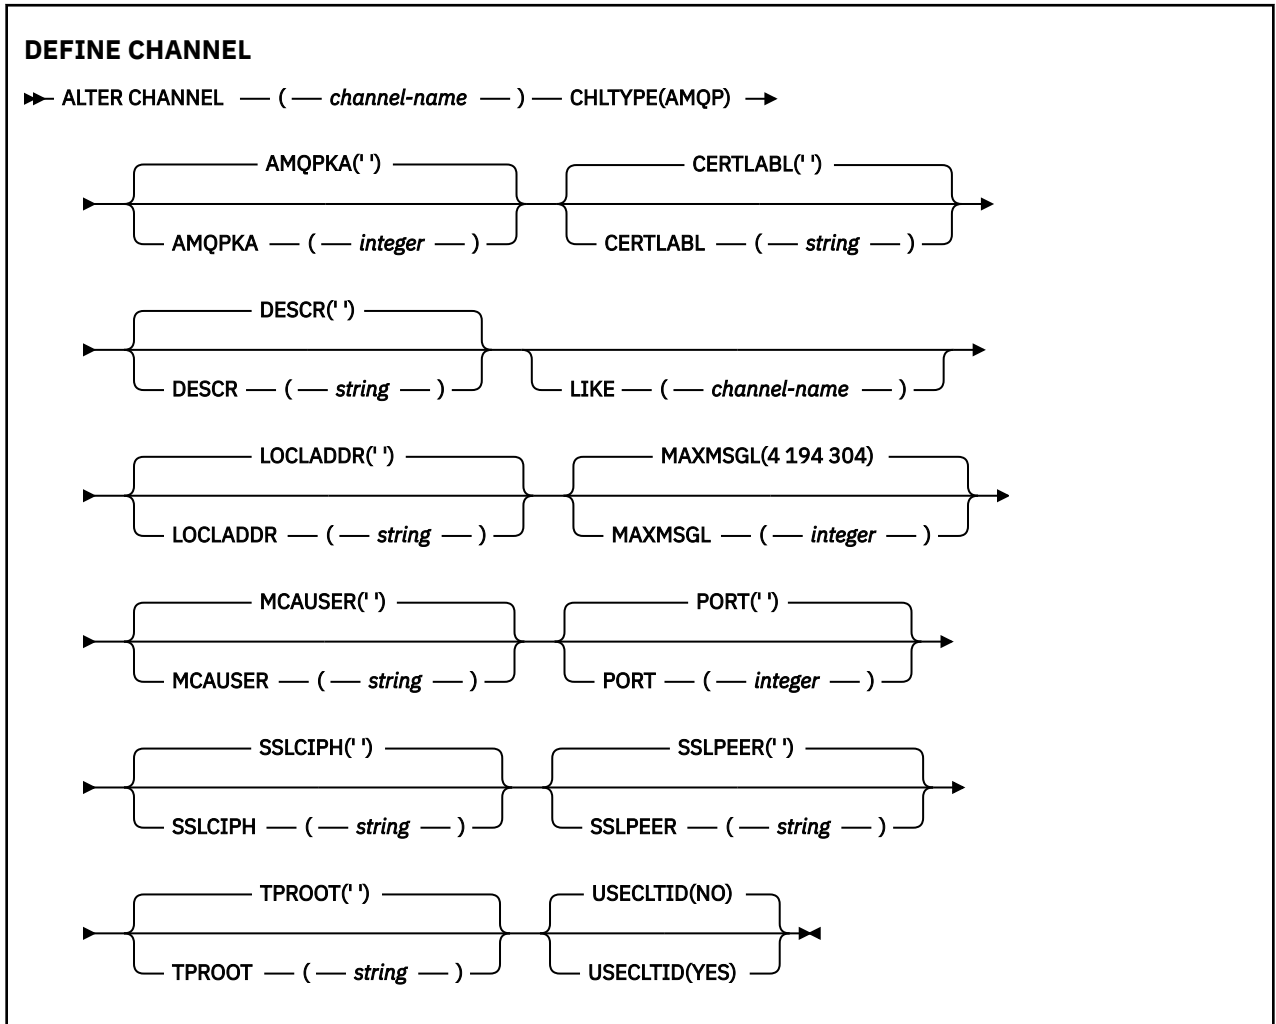 DEFINE CHANNEL
ALTER CHANNEL ( channel-name ) CHLTYPE(AMQP)
AMQPKA(' ') CERTLABL(' ')
AMQPKA ( integer ) CERTLABL ( string )
DESCR(' ')
DESCR ( string ) LIKE ( channel-name )
LOCLADDR(' ') MAXMSGL(4 194 304)
LOCLADDR ( string ) MAXMSGL ( integer )
MCAUSER(' ') PORT(' ')
MCAUSER ( string ) PORT ( integer )
SSLCIPH(' ') SSLPEER(' ')
SSLCIPH ( string ) SSLPEER ( string )
TPROOT(' ') USECLTID(NO)
TPROOT ( string ) USECLTID(YES)